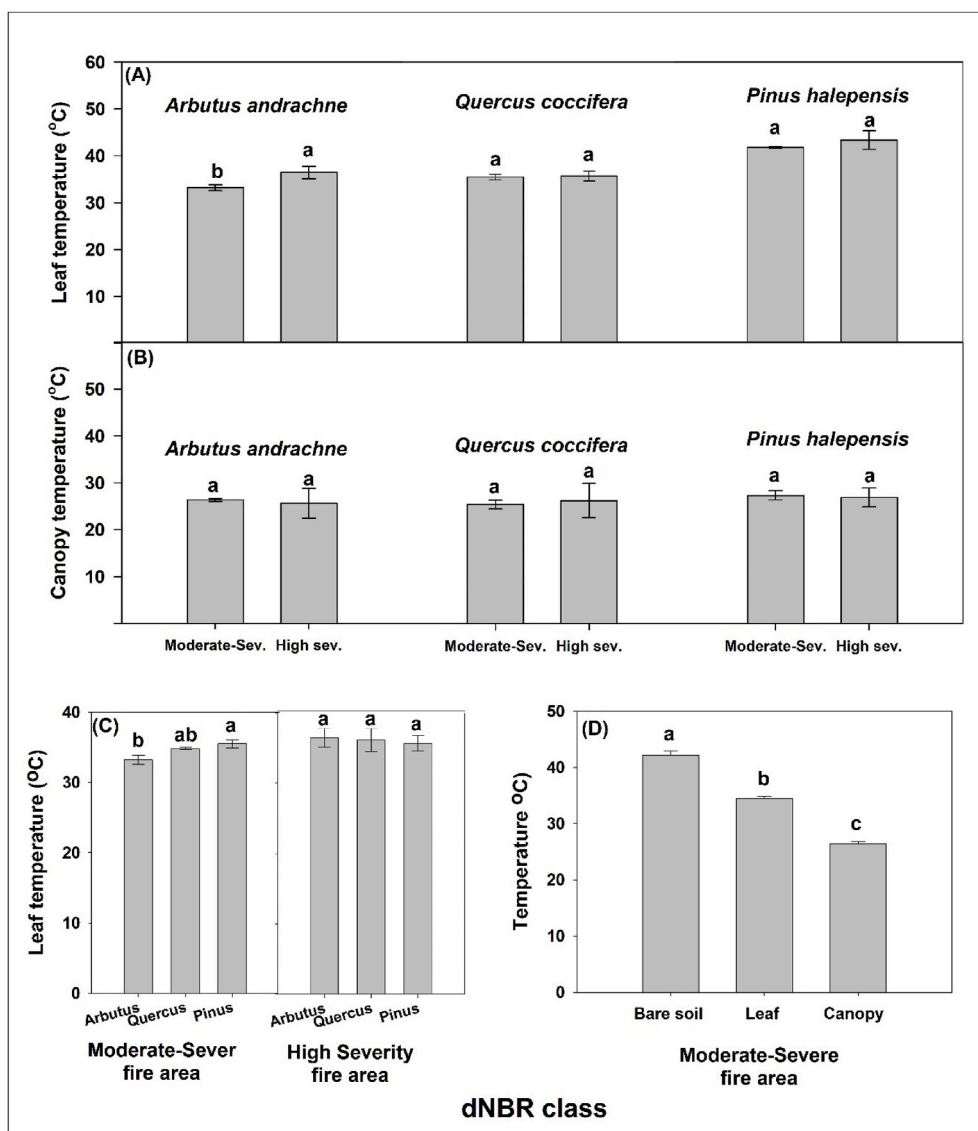 (A)
Arbutus andrachne Quercus coccifera Pinus halepensis
b a a a a a
60
50
40
30
20
10
Leaf temperature (°C)
(B)
Arbutus andrachne Quercus coccifera Pinus halepensis
a a a a a a
50
40
30
20
10
Canopy temperature (°C)
Moderate-Sev. High sev. Moderate-Sev. High sev. Moderate-Sev. High sev.
(C)
b ab a a a a
40
30
20
10
0
Leaf temperature (°C)
Arbutus Quercus Pinus Arbutus Quercus Pinus
Moderate-Sever
fire area
High Severity
fire area
(D)
a
b
c
50
40
30
20
10
0
Temperature °C
Bare soil Leaf Canopy
Moderate-Severe
fire area
dNBR class